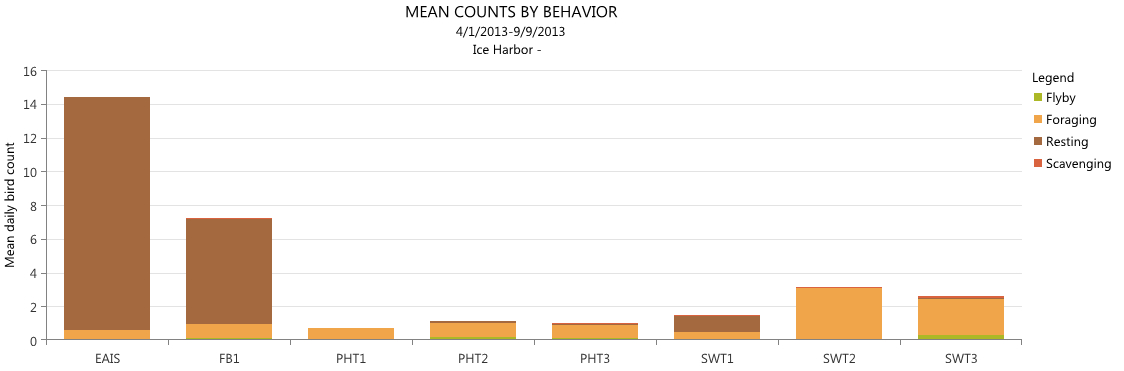 MEAN COUNTS BY BEHAVIOR
4/1/2013-9/9/2013
Ice Harbor -
Legend
Flyby
Foraging
Resting
Scavenging
Mean daily bird count
16
14
12
10
8
6
4
2
0
EAIS FB1 PHT1 PHT2 PHT3 SWT1 SWT2 SWT3